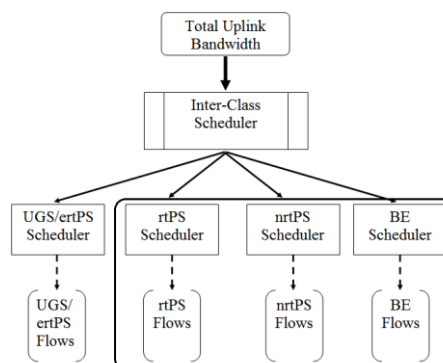 Total Uplink
Bandwidth
Inter-Class
Scheduler
UGS/ertPS
Scheduler
rtPS
Scheduler
nrtPS
Scheduler
BE
Scheduler
UGS/
ertPS
Flows
rtPS
Flows
nrtPS
Flows
BE
Flows